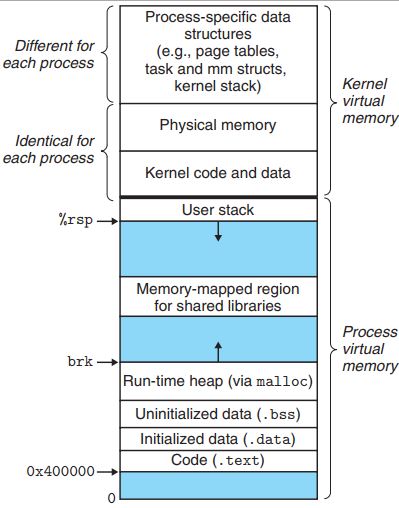 Different for
each process
Process-specific data
structures
(e.g., page tables,
task and mm structs,
kernel stack)
Kernel
virtual
memory
Identical for
each process
Physical memory
Kernel code and data
User stack
%rsp
Memory-mapped region
for shared libraries
Process
virtual
memory
brk
Run-time heap (via malloc)
Uninitialized data (.bss)
Initialized data (.data)
Code (.text)
0x400000
0